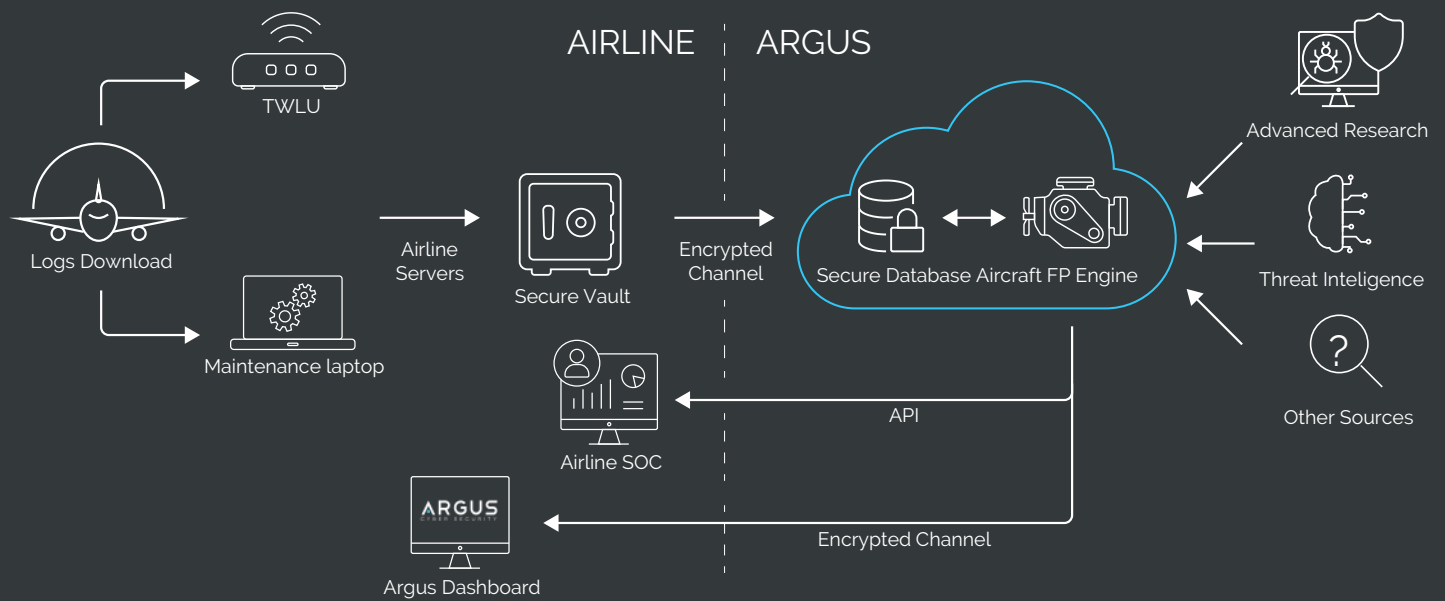 AIRLINE
ARGUS
TWLU
Advanced Research
Logs Download
Airline
Servers
Secure Vault
Encrypted
Channel
Secure Database
Aircraft FP Engine
Threat Inteligence
?
Other Sources
Maintenance laptop
API
Airline SOC
ARGUS
CYBER SECURITY
Encrypted Channel
Argus Dashboard